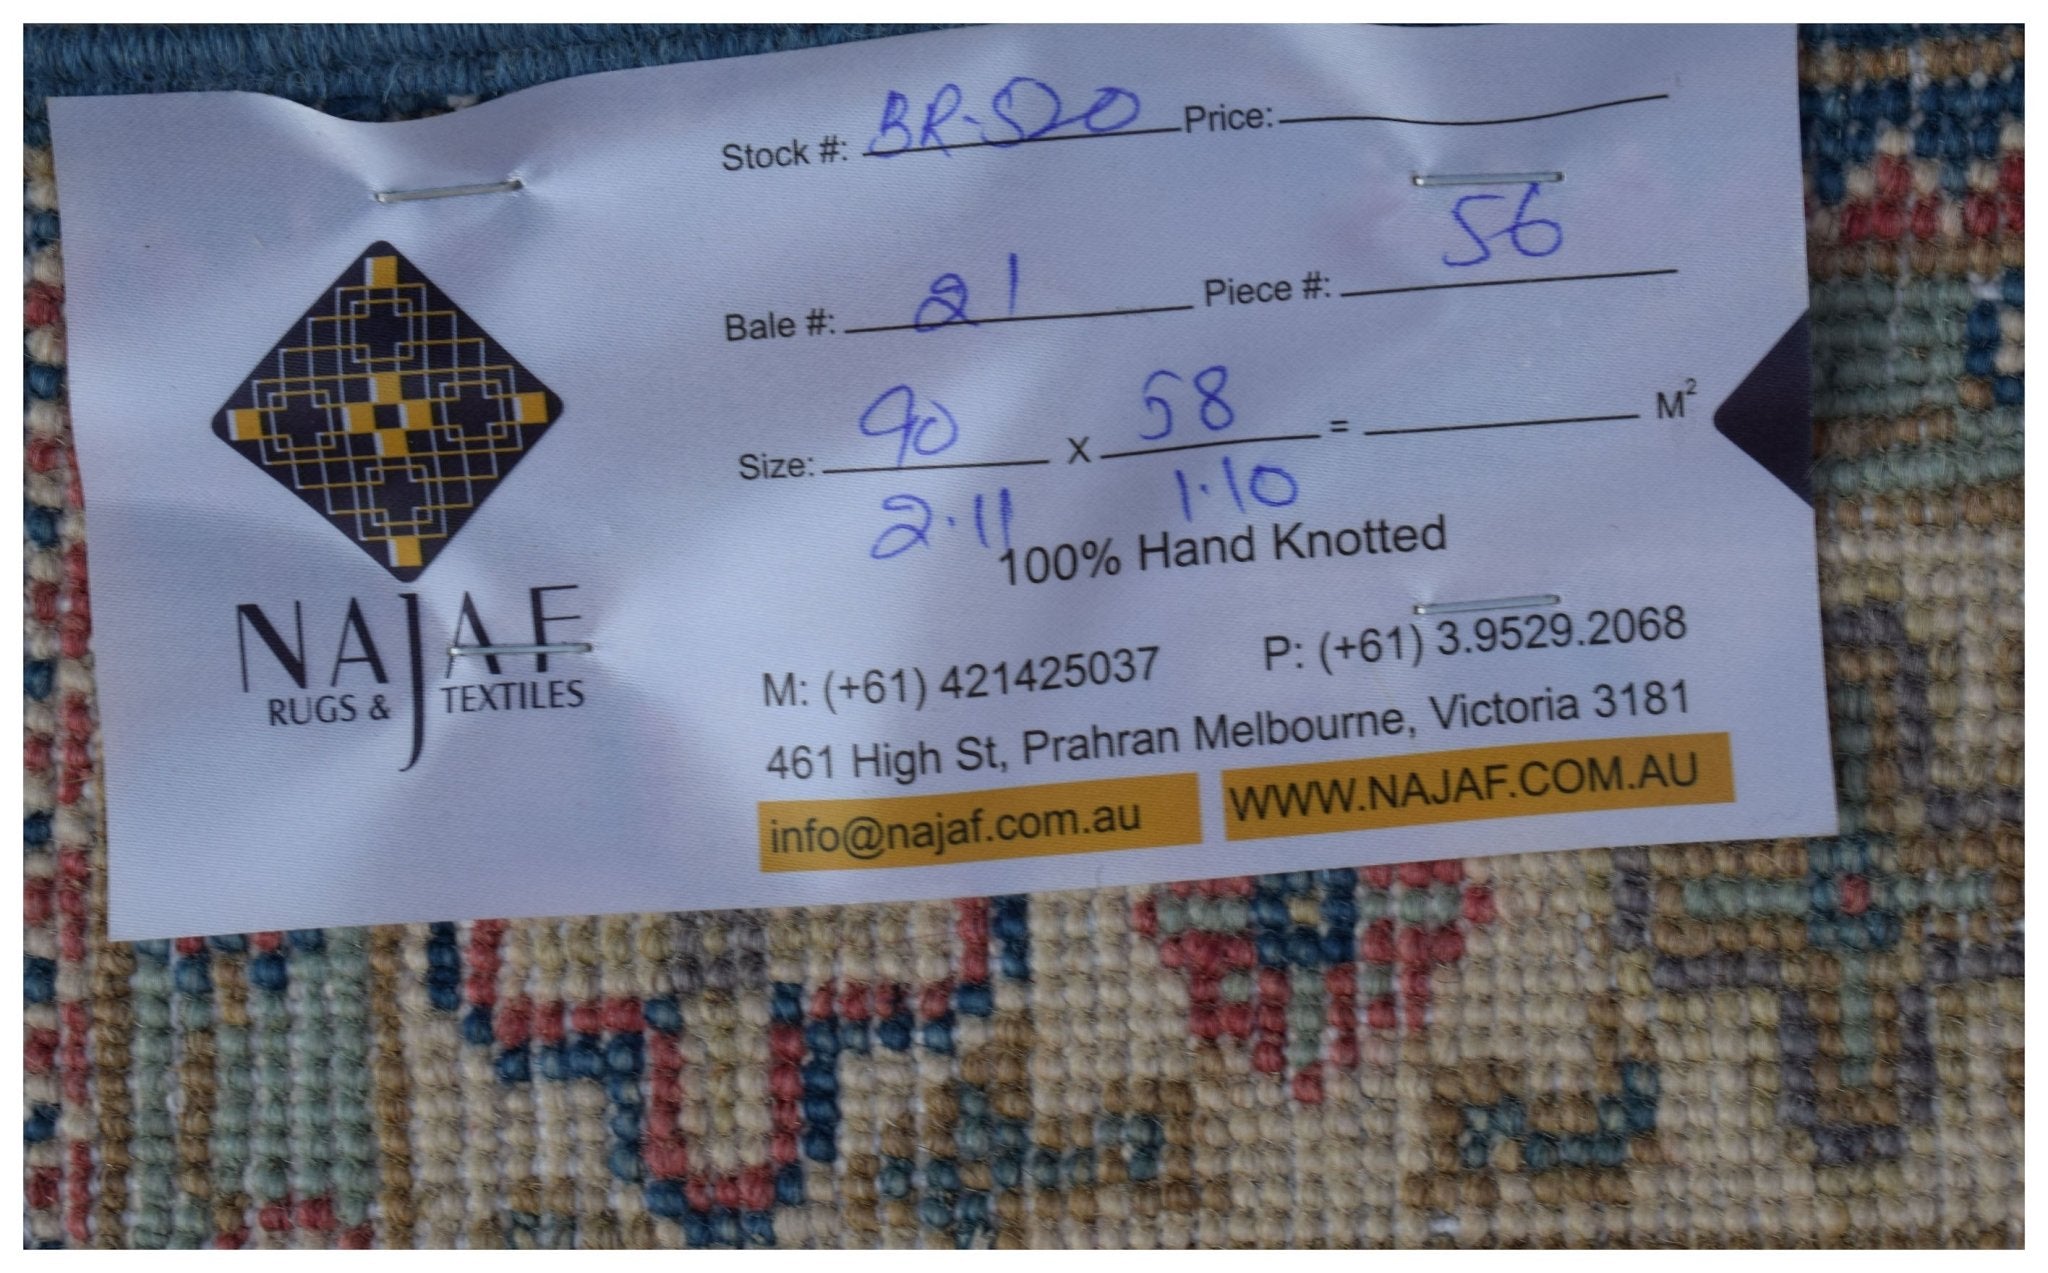 Stock #: BR-520 Price:
Bale #: 21 Piece #: 56
Size: 90 X 58 = M²
2.11 1.10
100% Hand Knotted
NAJAF
RUGS & TEXTILES
M: (+61) 421425037 P: (+61) 3.9529.2068
461 High St, Prahran Melbourne, Victoria 3181
info@najaf.com.au WWW.NAJAF.COM.AU